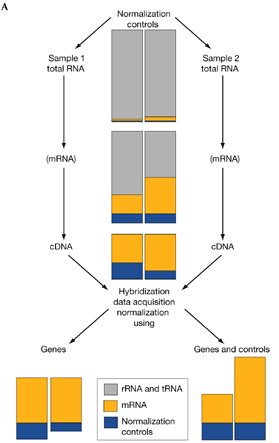 A
Normalization
controls
Sample 1
total RNA
Sample 2
total RNA
(mRNA)
(mRNA)
cDNA
cDNA
Hybridization
data acquisition
normalization
using
Genes
Genes and controls
rRNA and tRNA
mRNA
Normalization
controls